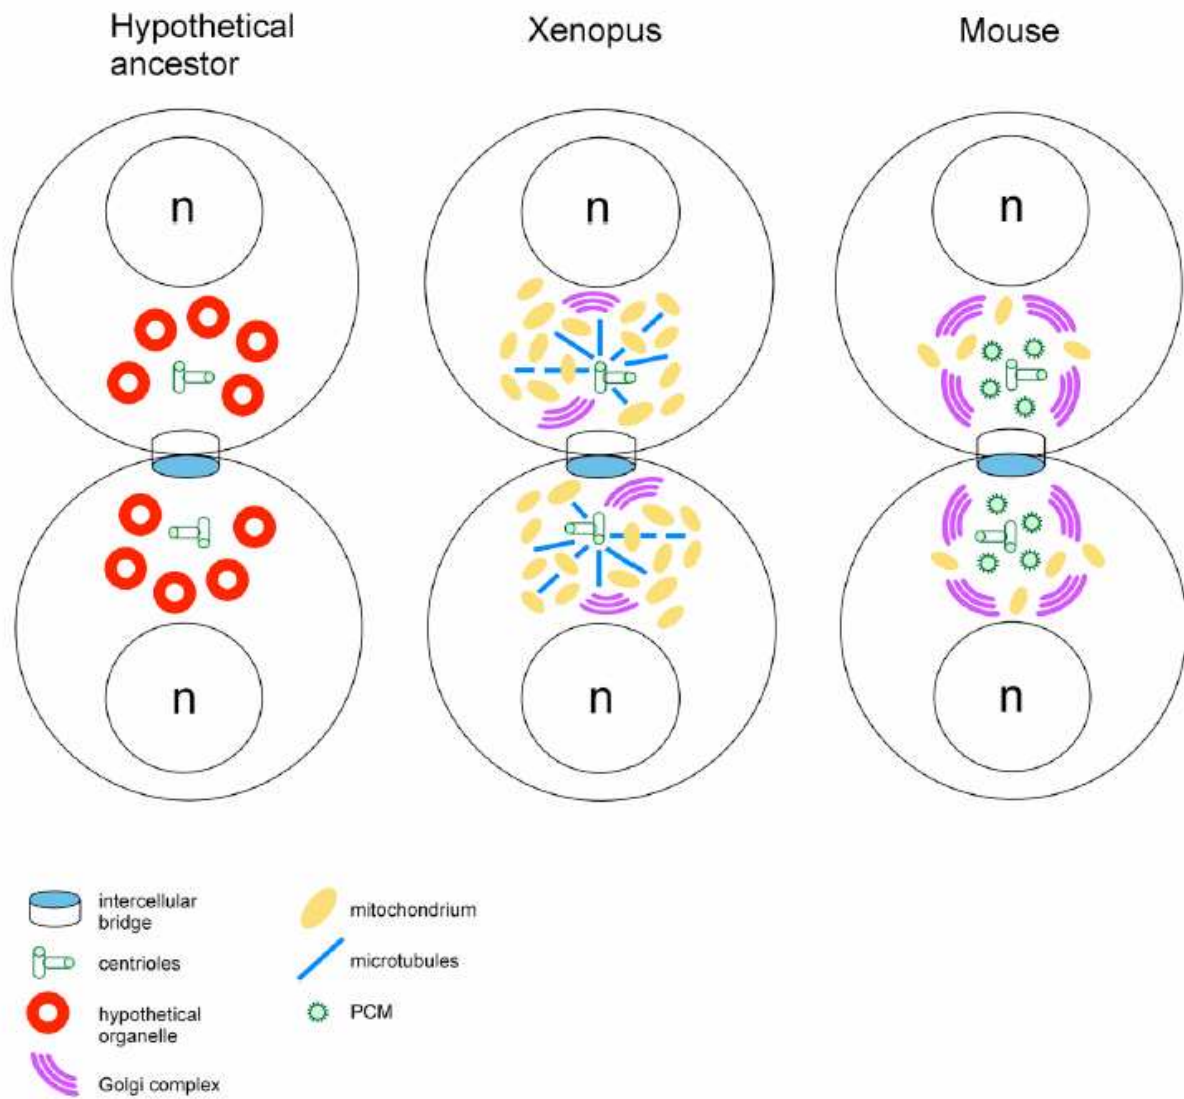 Hypothetical
ancestor
Xenopus
Mouse
n
n
n
n
n
n
intercellular
bridge
centrioles
hypothetical
organelle
Golgi complex
mitochondrium
microtubules
PCM